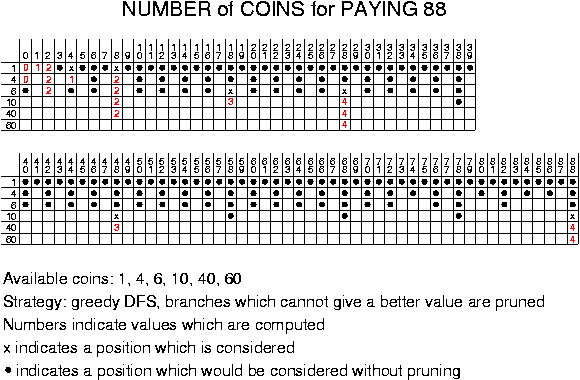 NUMBER of COINS for PAYING 88
0 1 2 3 4 5 6 7 8 9 10 11 12 13 14 15 16 17 18 19 20 21 22 23 24 25 26 27 28 29 30 31 32 33 34 35 36 37 38 39
1 0 1 2 x x
4 0 2 1 2
6 2 2 x x
10 2 3 4
40 2 4
60 4
40 41 42 43 44 45 46 47 48 49 50 51 52 53 54 55 56 57 58 59 60 61 62 63 64 65 66 67 68 69 70 71 72 73 74 75 76 77 78 79 80 81 82 83 84 85 86 87 88
1
4
6
10 x x
40 3 4
60 4
Available coins: 1, 4, 6, 10, 40, 60
Strategy: greedy DFS, branches which cannot give a better value are pruned
Numbers indicate values which are computed
x indicates a position which is considered
• indicates a position which would be considered without pruning